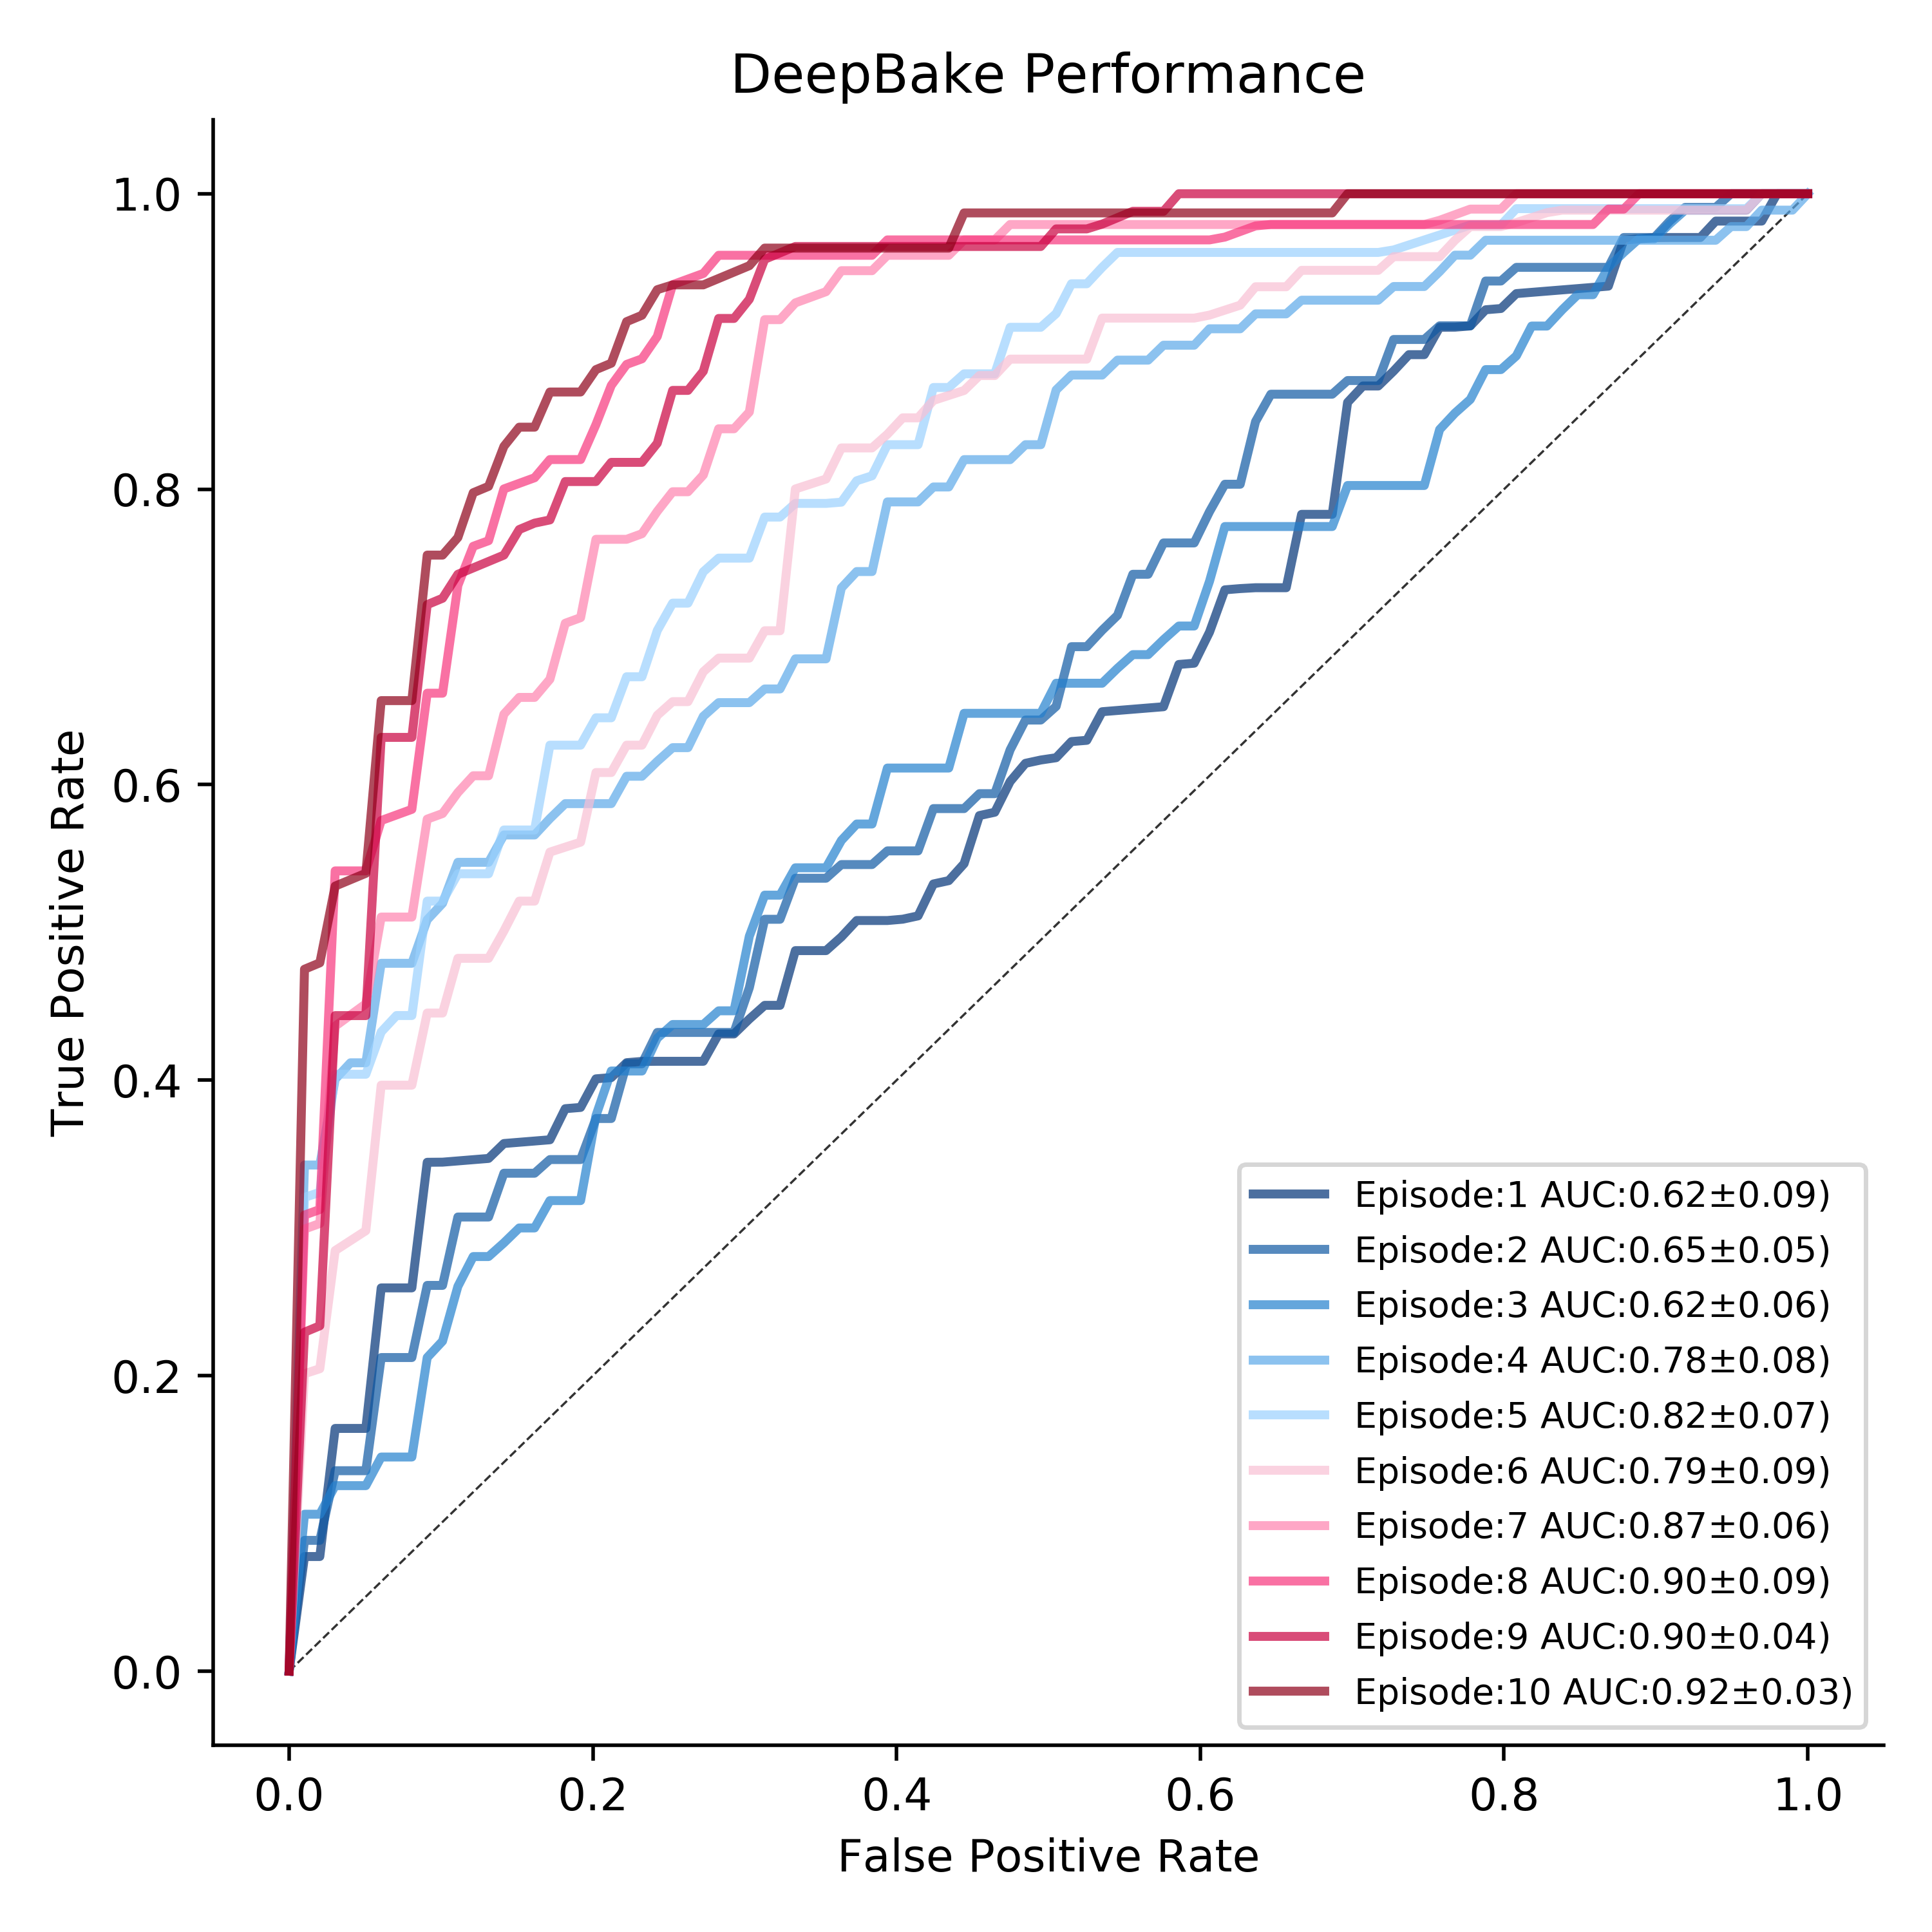 DeepBake Performance
True Positive Rate
1.0
0.8
0.6
0.4
0.2
0.0
0.0 0.2 0.4 0.6 0.8 1.0
False Positive Rate
Episode:1 AUC:0.62±0.09)
Episode:2 AUC:0.65±0.05)
Episode:3 AUC:0.62±0.06)
Episode:4 AUC:0.78±0.08)
Episode:5 AUC:0.82±0.07)
Episode:6 AUC:0.79±0.09)
Episode:7 AUC:0.87±0.06)
Episode:8 AUC:0.90±0.09)
Episode:9 AUC:0.90±0.04)
Episode:10 AUC:0.92±0.03)